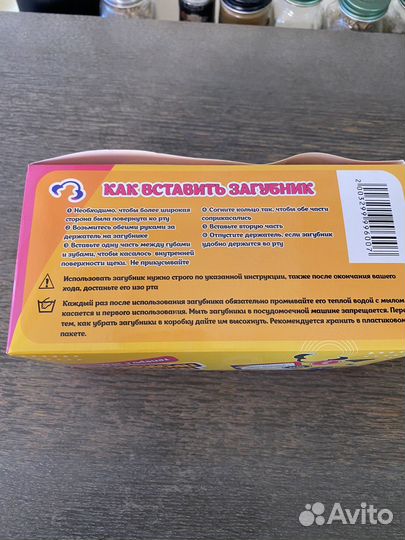 КАК ВСТАВИТЬ ЗАГУБНИК
Необходимо, чтобы более широкая
сторона была повернута ко рту
Возьмитесь обеими руками за
держатель на загубнике
Вставьте одну часть между губами
и зубами, чтобы касалось внутренней
поверхности щеки. Не прикусывайте
Согните кольцо так, чтобы обе части
соприкасались
Вставьте вторую часть
Отпустите держатель, если загубник
удобно держится во рту
Использовать загубник нужно строго по указанной инструкции, также после окончания вашего
хода, достаньте его изо рта
Каждый раз после использования загубника обязательно промывайте его теплой водой с мылом
касается и первого использования. Мыть загубники в посудомоечной машине запрещается. Пере
тем, как убрать загубники в коробку дайте им высохнуть. Рекомендуется хранить в пластиковом
пакете.
Avito